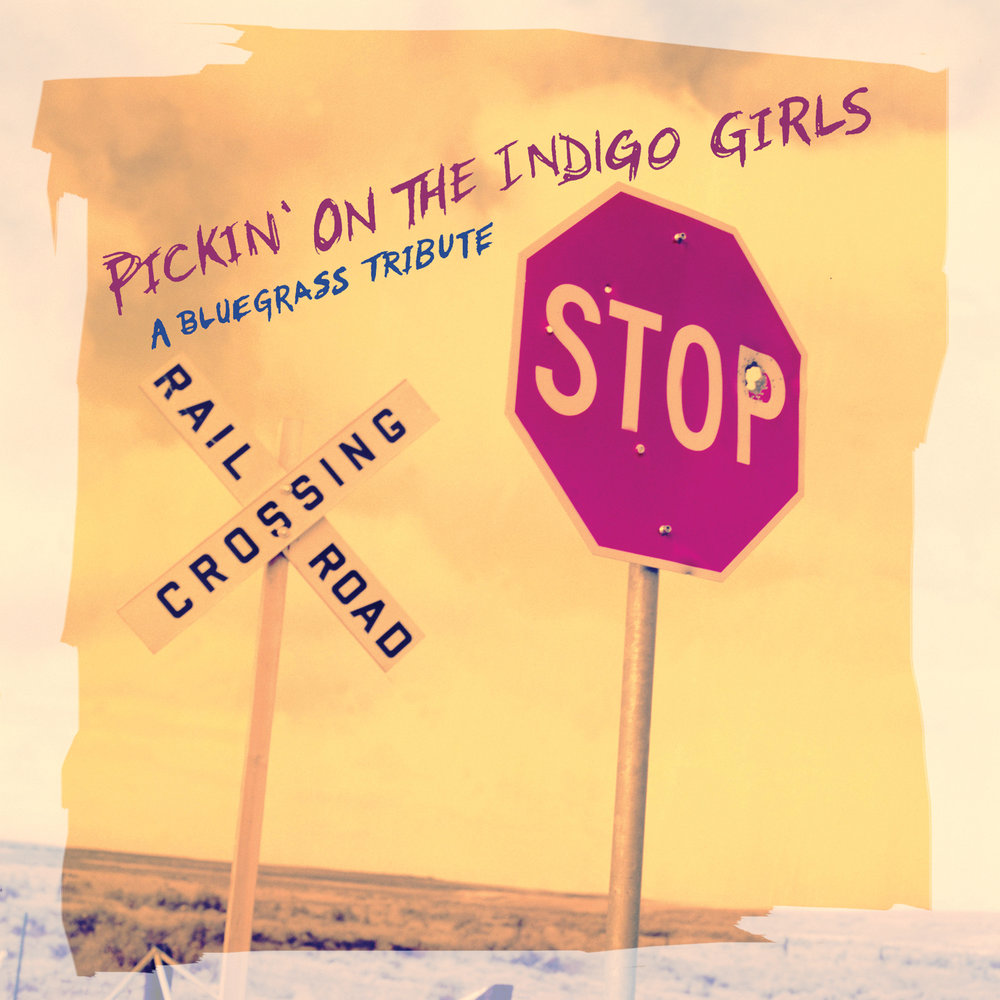 PICKIN' ON THE INDIGO GIRLS
A BLUEGRASS TRIBUTE
RAIL
CROSSING
ROAD
STOP